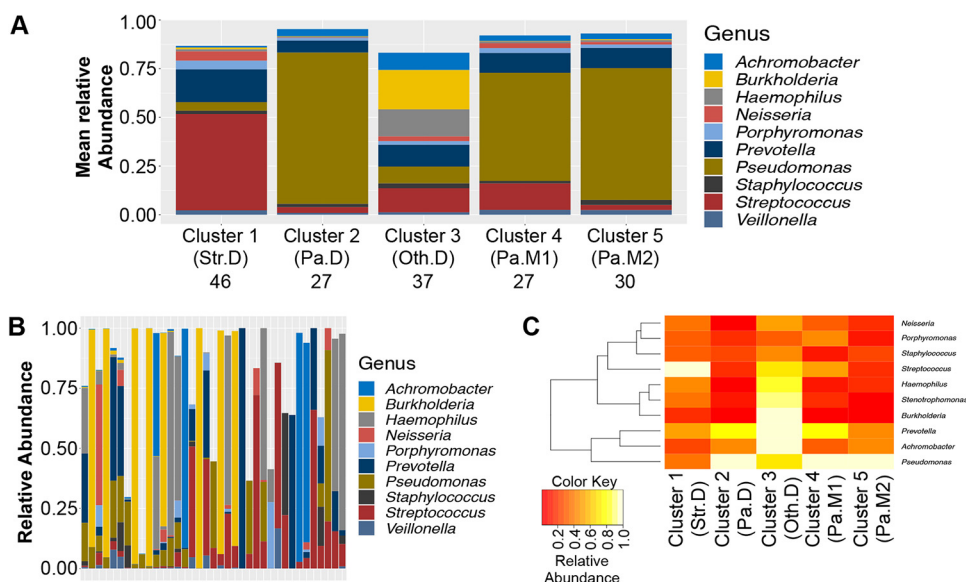 A
Mean relative
Abundance
1.00
0.75
0.50
0.25
0.00
Cluster 1
(Str.D)
46
Cluster 2
(Pa.D)
27
Cluster 3
(Oth.D)
37
Cluster 4
(Pa.M1)
27
Cluster 5
(Pa.M2)
30
Genus
Achromobacter
Burkholderia
Haemophilus
Neisseria
Porphyromonas
Prevotella
Pseudomonas
Staphylococcus
Streptococcus
Veillonella
B
Relative Abundance
1.00
0.75
0.50
0.25
0.00
Genus
Achromobacter
Burkholderia
Haemophilus
Neisseria
Porphyromonas
Prevotella
Pseudomonas
Staphylococcus
Streptococcus
Veillonella
C
Neisseria
Porphyromonas
Staphylococcus
Streptococcus
Haemophilus
Stenotrophomonas
Burkholderia
Prevotella
Achromobacter
Pseudomonas
Cluster 1
(Str.D)
Cluster 2
(Pa.D)
Cluster 3
(Oth.D)
Cluster 4
(Pa.M1)
Cluster 5
(Pa.M2)
Color Key
0.2
0.4
0.6
0.8
1.0
Relative
Abundance